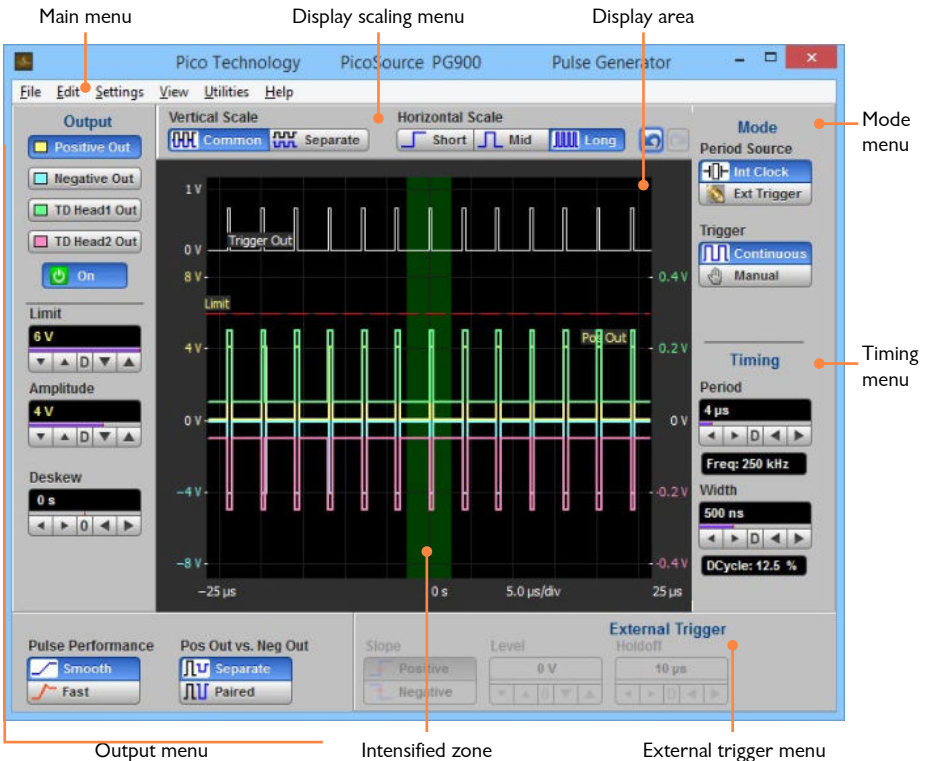 Main menu
Display scaling menu
Display area
Pico Technology PicoSource PG900 Pulse Generator
File Edit Settings View Utilities Help
Output
Positive Out
Negative Out
TD Head1 Out
TD Head2 Out
On
Limit
6 V
D
Amplitude
4 V
D
Deskew
0 s
0
Vertical Scale
Common
Separate
Horizontal Scale
Short
Mid
Long
1 V
0 V
Trigger Out
8 V
0.4 V
Limit
Pos Out
4 V
0.2 V
0 V
0 V
-4 V
-0.2 V
-8 V
-0.4 V
-25 µs
0 s
5.0 µs/div
25 µs
Mode
Period Source
Int Clock
Ext Trigger
Trigger
Continuous
Manual
Timing
Period
4 µs
D
Freq: 250 kHz
Width
500 ns
D
DCycle: 12.5 %
Mode
menu
Timing
menu
Pulse Performance
Smooth
Fast
Pos Out vs. Neg Out
Separate
Paired
External Trigger
Slope
Positive
Negative
Level
0 V
0
Holdoff
10 µs
D
Output menu
Intensified zone
External trigger menu